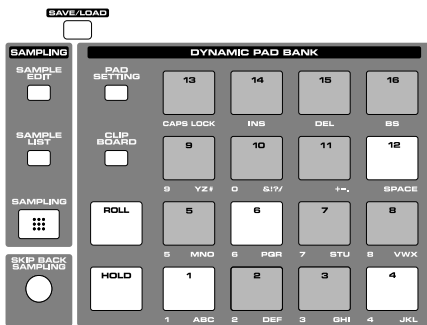 SAVE/LOAD
SAMPLING
DYNAMIC PAD BANK
SAMPLE
EDIT
PAD
SETTING
13 14 15 16
CAPS LOCK INS DEL BS
SAMPLE
LIST
CLIP
BOARD
9 10 11 12
9 YZ# 0 &!?/ +-, SPACE
SAMPLING
ROLL
5 6 7 8
5 MNO 6 PQR 7 STU 8 VWX
SKIP BACK
SAMPLING
HOLD
1 2 3 4
1 ABC 2 DEF 3 GHI 4 JKL